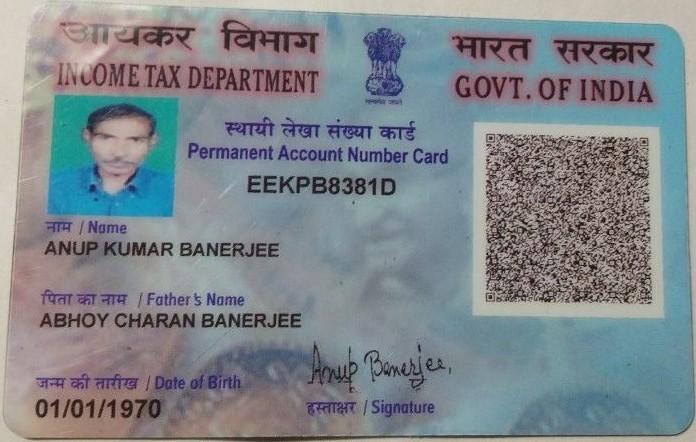 आयकर विभाग
INCOME TAX DEPARTMENT
भारत सरकार
GOVT. OF INDIA
सत्यमेव जयते
स्थायी लेखा संख्या कार्ड
Permanent Account Number Card
EEKPB8381D
नाम / Name
ANUP KUMAR BANERJEE
पिता का नाम / Father's Name
ABHOY CHARAN BANERJEE
जन्म की तारीख / Date of Birth
01/01/1970
Anup Banerjee.
हस्ताक्षर / Signature